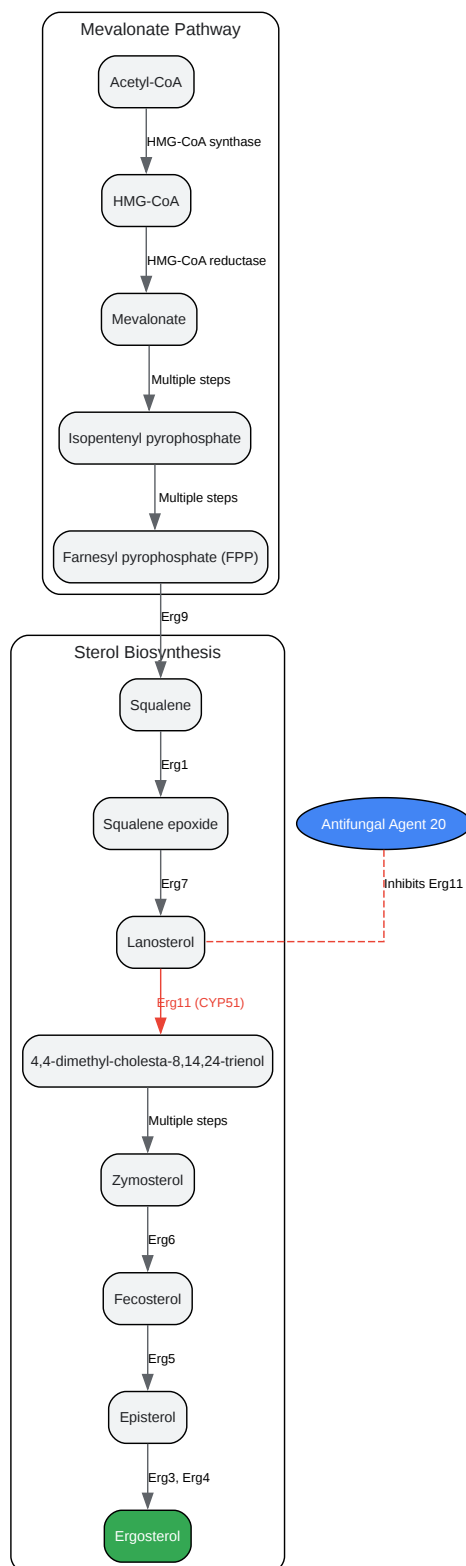 Mevalonate Pathway
Acetyl-CoA
HMG-CoA synthase
HMG-CoA
HMG-CoA reductase
Mevalonate
Multiple steps
Isopentenyl pyrophosphate
Multiple steps
Farnesyl pyrophosphate (FPP)
Erg9
Sterol Biosynthesis
Squalene
Erg1
Squalene epoxide
Antifungal Agent 20
Erg7
Inhibits Erg11
Lanosterol
Erg11 (CYP51)
4,4-dimethyl-cholesta-8,14,24-trienol
Multiple steps
Zymosterol
Erg6
Fecosterol
Erg5
Episterol
Erg3, Erg4
Ergosterol